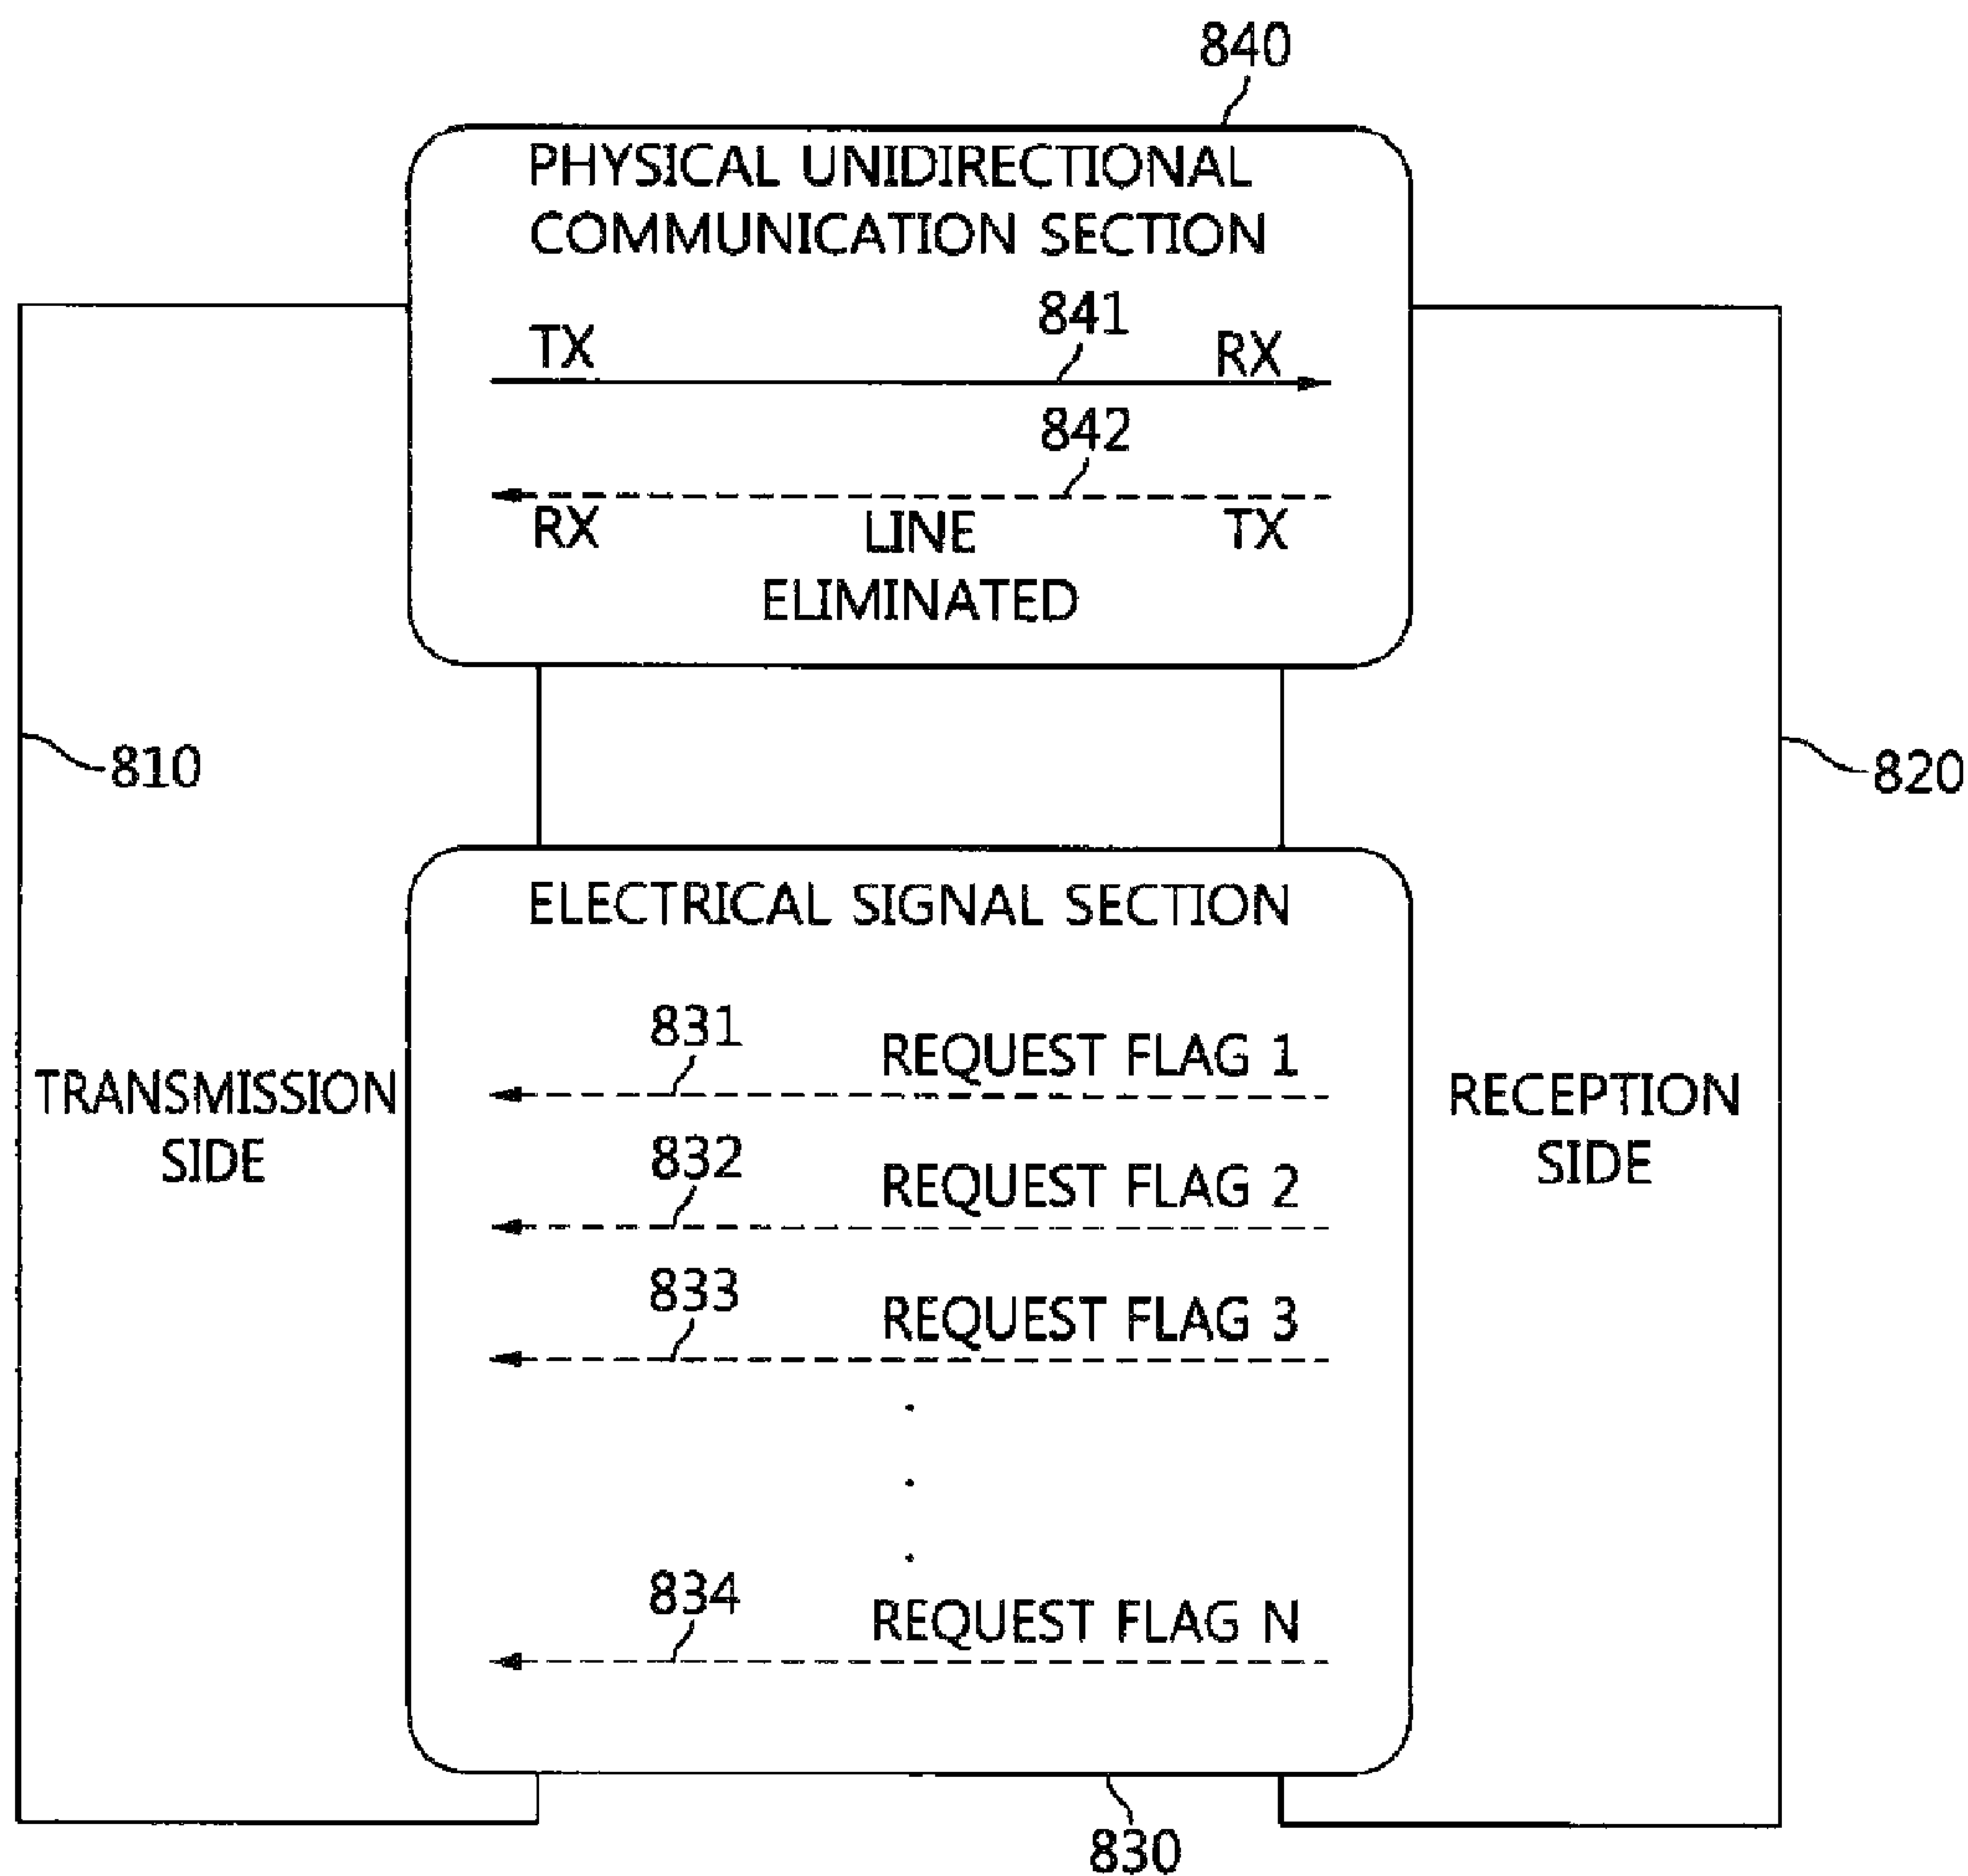 840
PHYSICAL UNIDIRECTIONAL
COMMUNICATION SECTION
841
TX
RX
842
RX
LINE
ELIMINATED
TX
810
820
ELECTRICAL SIGNAL SECTION
TRANSMISSION
SIDE
831
REQUEST FLAG 1
832
REQUEST FLAG 2
833
REQUEST FLAG 3
834
REQUEST FLAG N
RECEPTION
SIDE
830